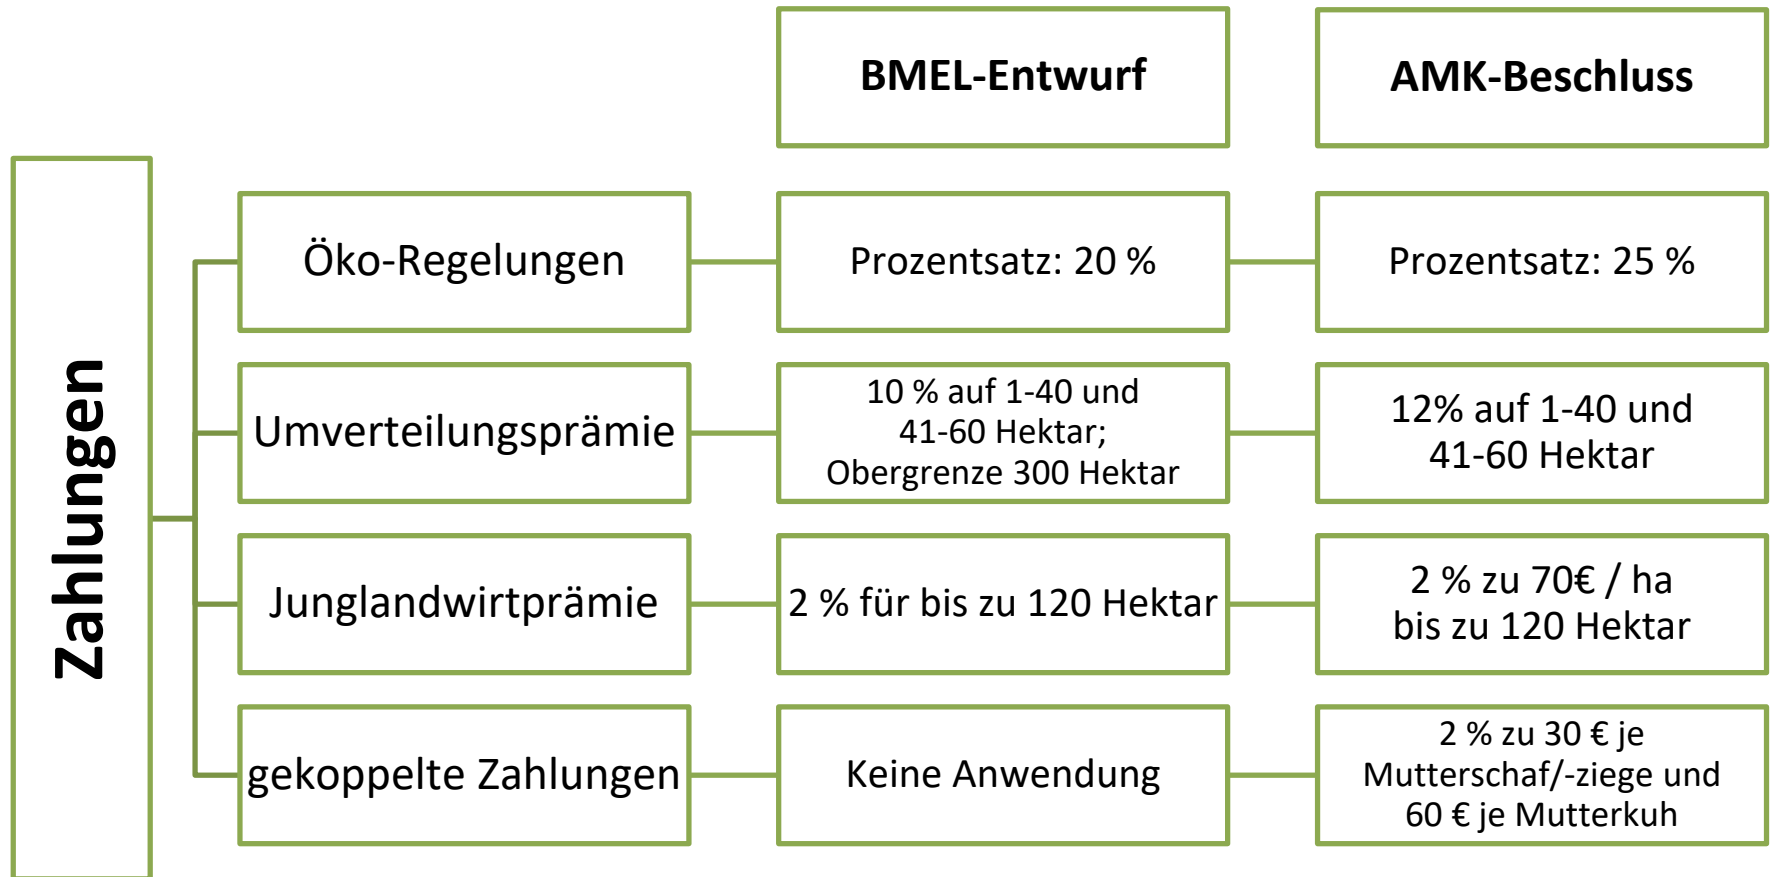 BMEL-Entwurf
AMK-Beschluss
Zahlungen
Öko-Regelungen
Prozentsatz: 20 %
Prozentsatz: 25 %
Umverteilungsprämie
10 % auf 1-40 und
41-60 Hektar;
Obergrenze 300 Hektar
12% auf 1-40 und
41-60 Hektar
Junglandwirtprämie
2 % für bis zu 120 Hektar
2 % zu 70€ / ha
bis zu 120 Hektar
gekoppelte Zahlungen
Keine Anwendung
2 % zu 30 € je
Mutterschaf/-ziege und
60 € je Mutterkuh